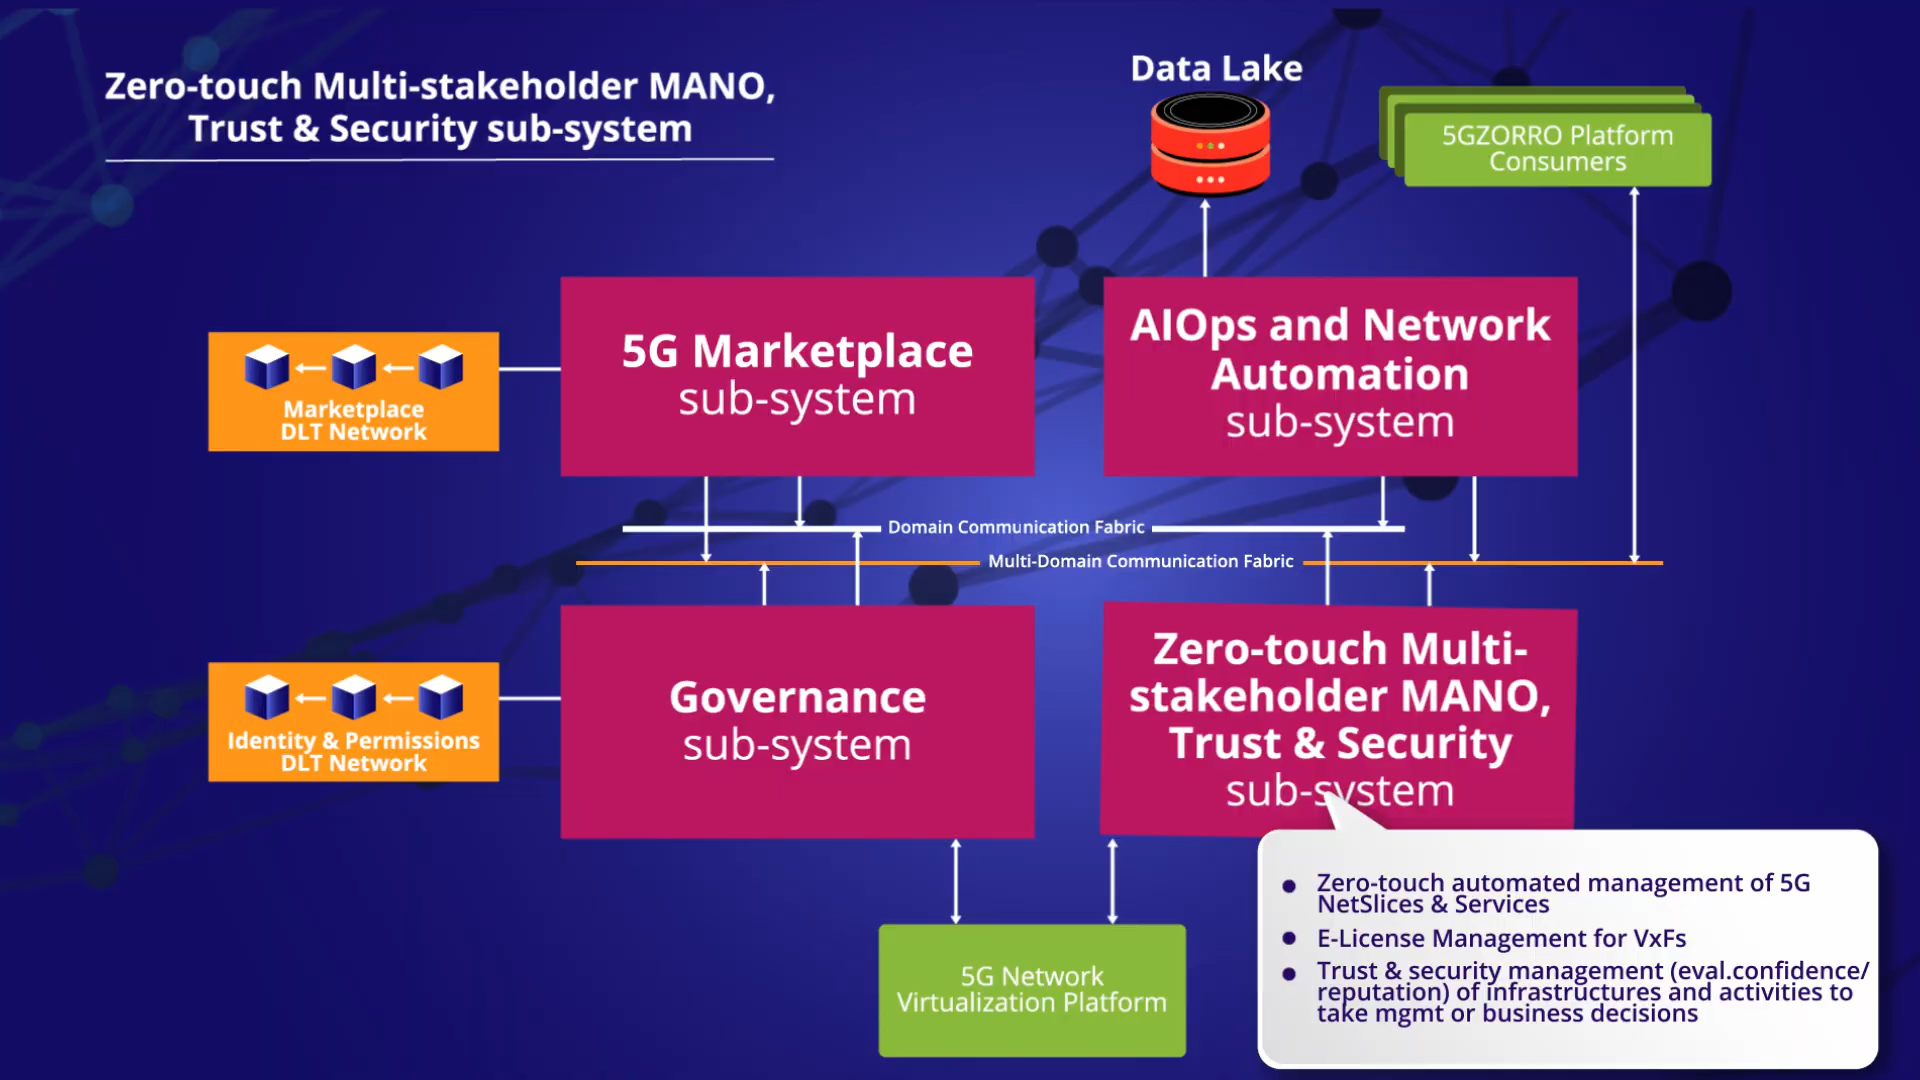 Zero-touch Multi-stakeholder MANO,
Trust & Security sub-system
Data Lake
5GZORRO Platform
Consumers
5G Marketplace
sub-system
AIOps and Network
Automation
sub-system
Marketplace
DLT Network
Domain Communication Fabric
Multi-Domain Communication Fabric
Governance
sub-system
Zero-touch Multi-
stakeholder MANO,
Trust & Security
sub-system
Identity & Permissions
DLT Network
5G Network
Virtualization Platform
● Zero-touch automated management of 5G
NetSlices & Services
● E-License Management for VxFs
● Trust & security management (eval.confidence/
reputation) of infrastructures and activities to
take mgmt or business decisions